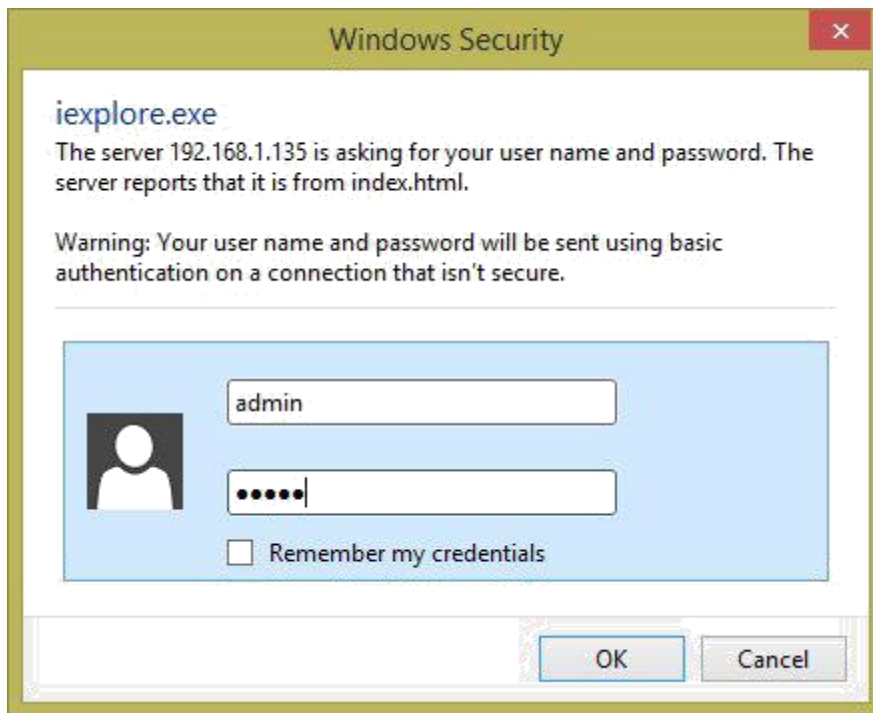 Windows Security
iexplore.exe
The server 192.168.1.135 is asking for your user name and password. The
server reports that it is from index.html.
Warning: Your user name and password will be sent using basic
authentication on a connection that isn't secure.
admin
●●●●●
Remember my credentials
OK Cancel